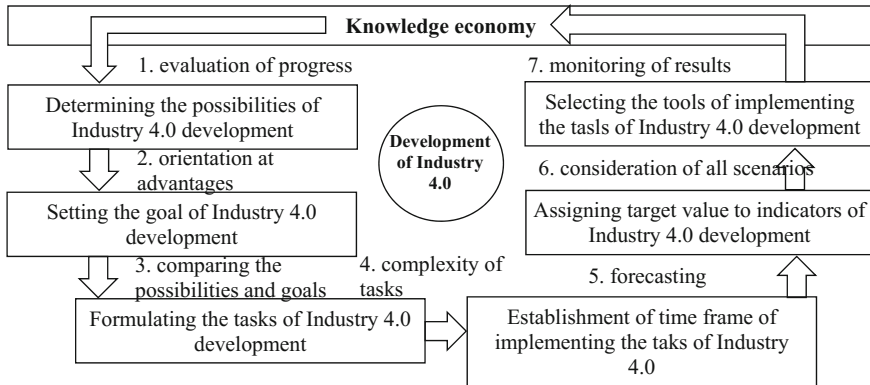 Knowledge economy
1. evaluation of progress
Determining the possibilities of
Industry 4.0 development
2. orientation at
advantages
Setting the goal of Industry 4.0
development
3. comparing the
possibilities and goals
Formulating the tasks of Industry 4.0
development
4. complexity of
tasks
Establishment of time frame of
implementing the taks of Industry
4.0
5. forecasting
Assigning target value to indicators of
Industry 4.0 development
6. consideration of all scenarios
Selecting the tools of implementing
the tasls of Industry 4.0 development
7. monitoring of results
Development
of Industry
4.0